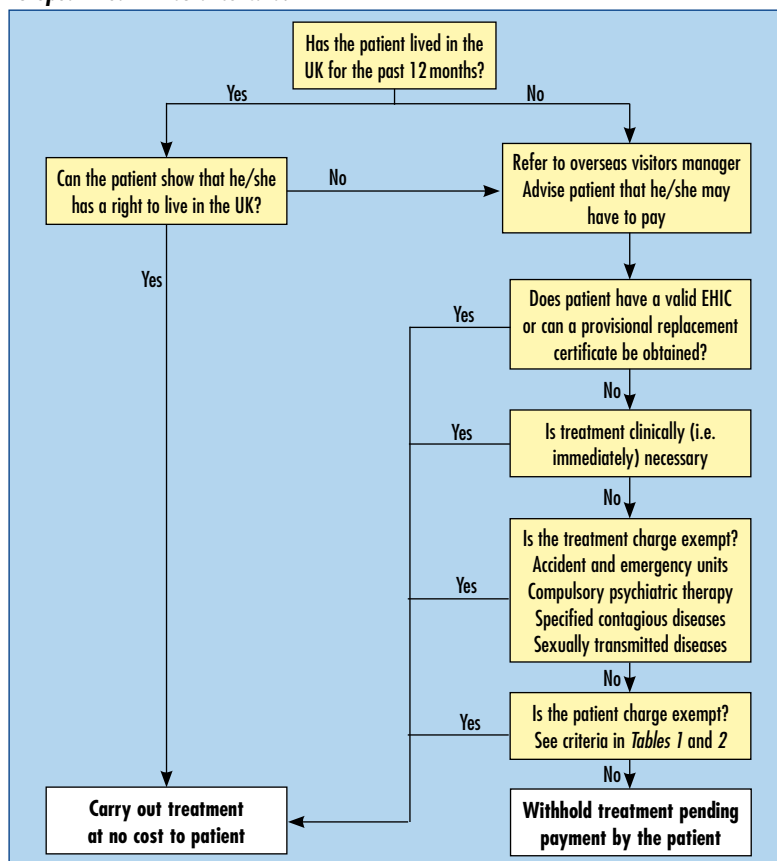 Has the patient lived in the
UK for the past 12 months?
Yes
No
Can the patient show that he/she
has a right to live in the UK?
No
Refer to overseas visitors manager
Advise patient that he/she may
have to pay
Yes
Does patient have a valid EHIC
or can a provisional replacement
certificate be obtained?
Yes
No
Is treatment clinically (i.e.
immediately) necessary
Yes
No
Is the treatment charge exempt?
Accident and emergency units
Compulsory psychiatric therapy
Specified contagious diseases
Sexually transmitted diseases
Yes
No
Is the patient charge exempt?
See criteria in Tables 1 and 2
Yes
No
Carry out treatment
at no cost to patient
Withhold treatment pending
payment by the patient